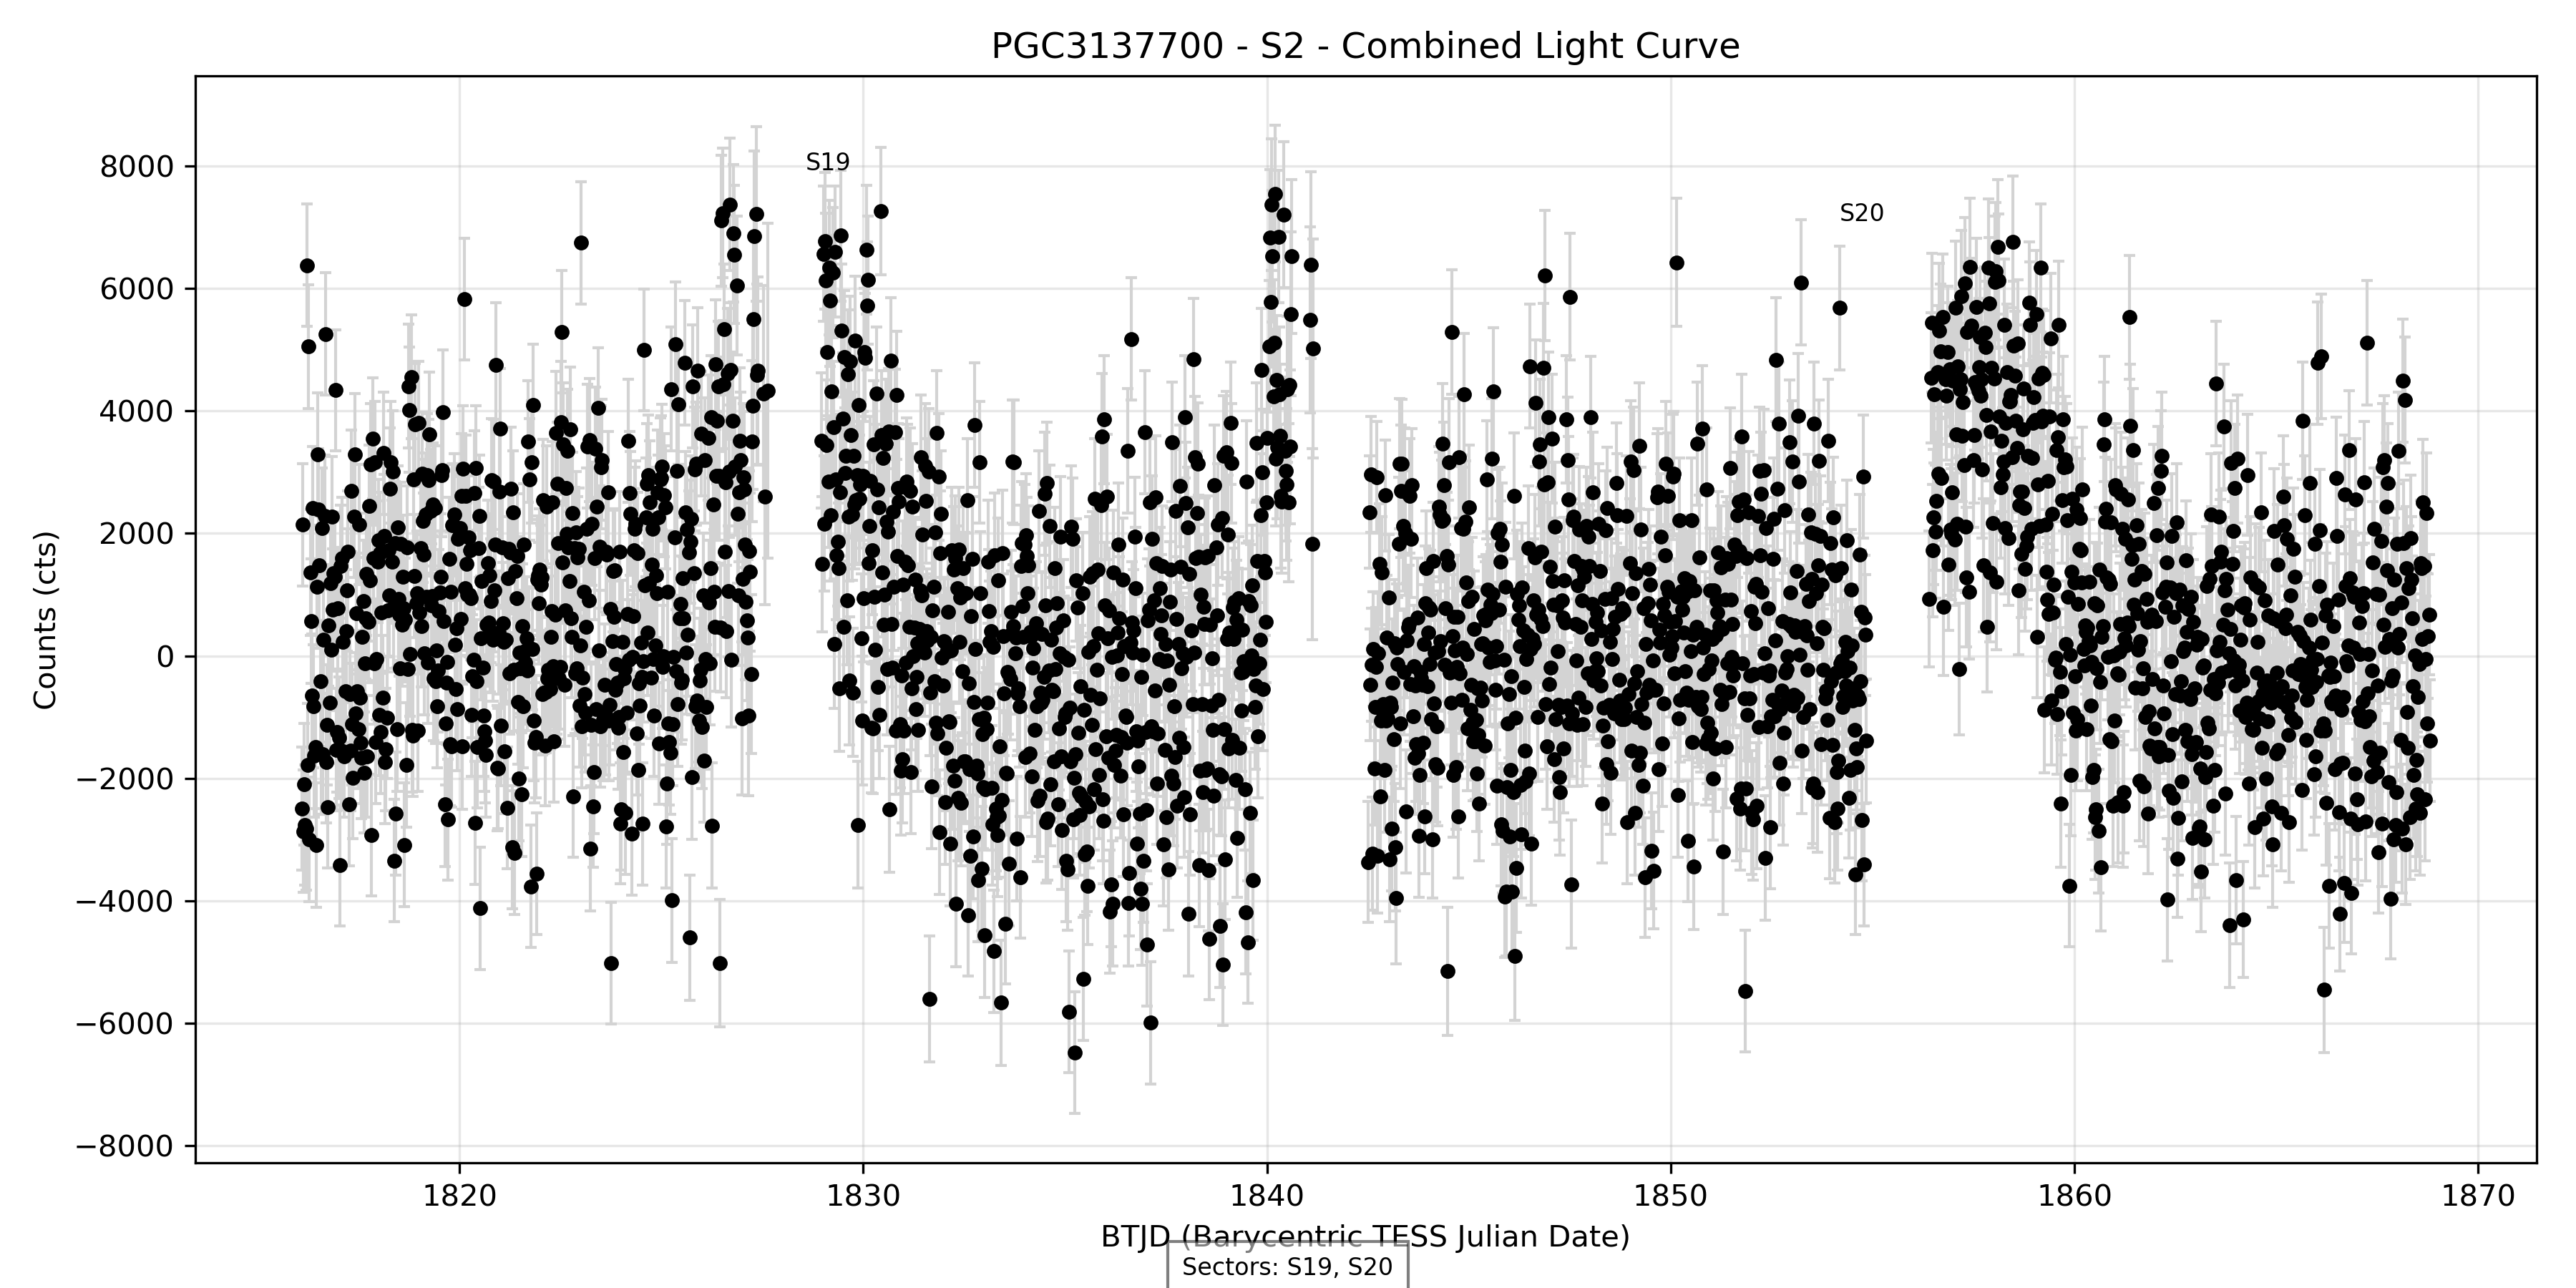 PGC3137700 - S2 - Combined Light Curve
Counts (cts)
8000
6000
4000
2000
0
−2000
−4000
−6000
−8000
S19
S20
1820
1830
1840
1850
1860
1870
BTJD (Barycentric TESS Julian Date)
Sectors: S19, S20